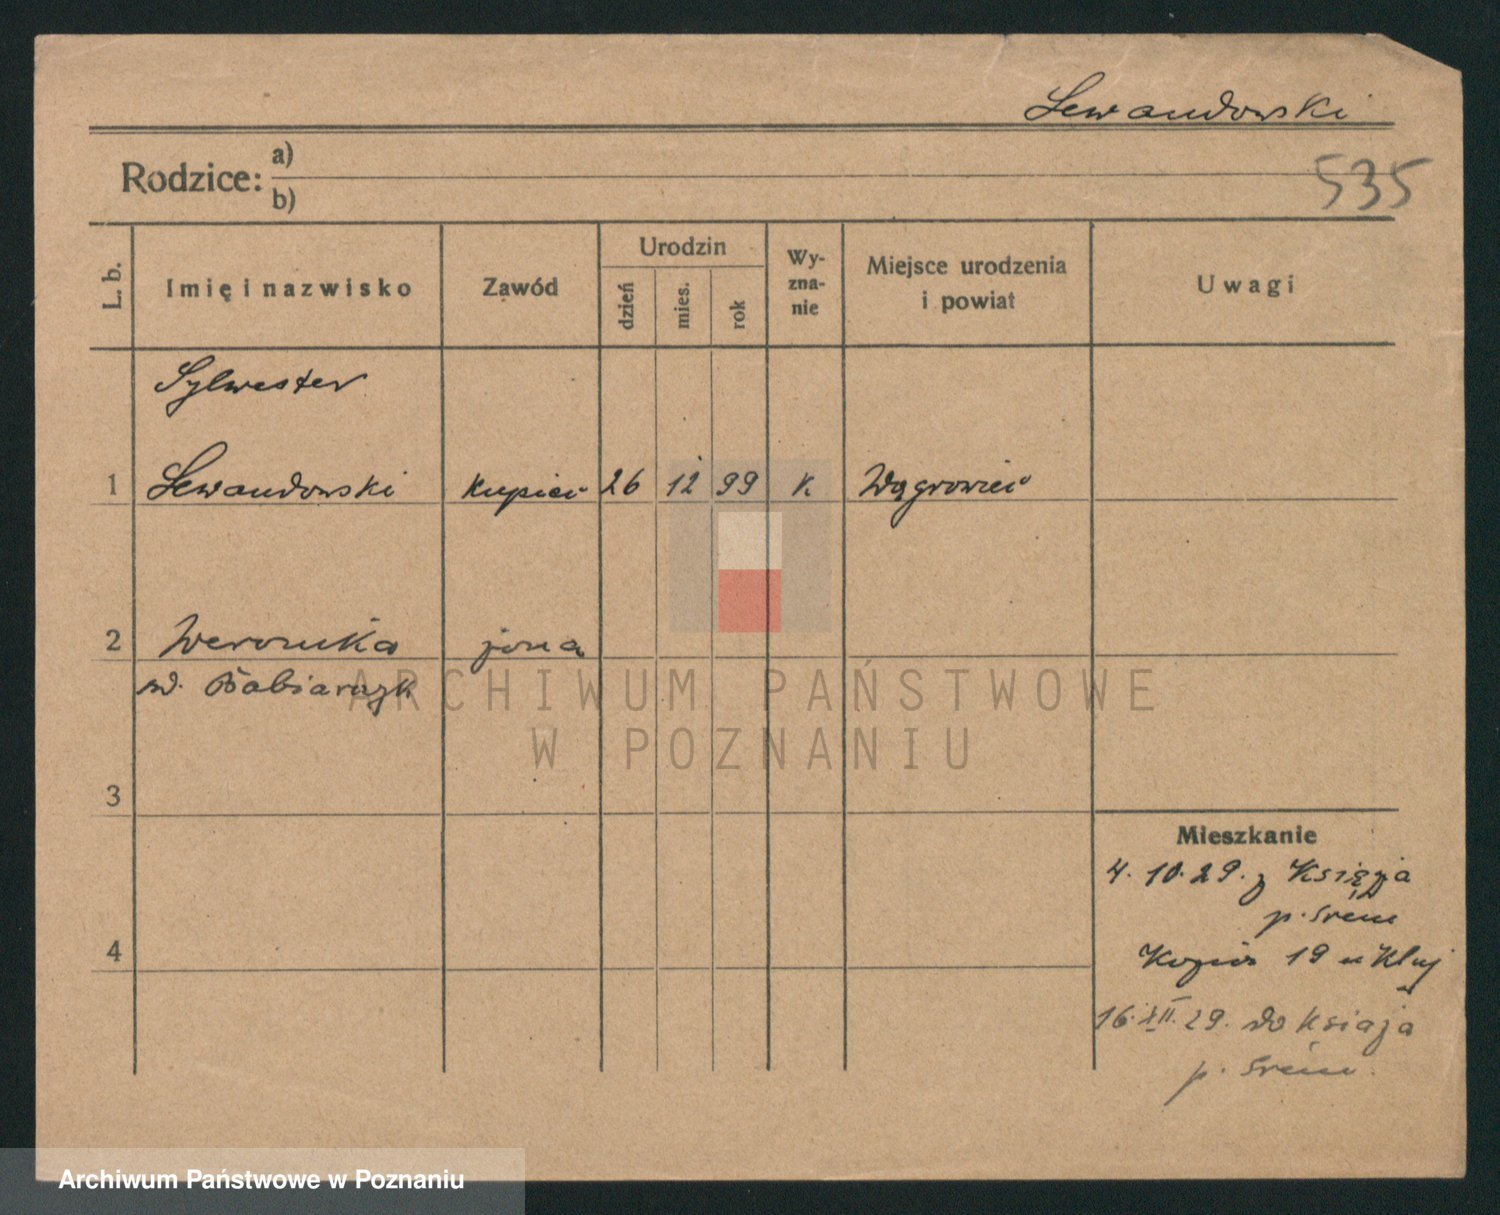 Lewandowski
Rodzice: a)
b)
535
L. b.
Imię i nazwisko
Zawód
Urodzin
dzień
mies.
rok
Wy-
zna-
nie
Miejsce urodzenia
i powiat
Uwagi
Sylwester
1 Lewandowski kupiec 26 12 99 K Wągrowiec
2 Weronika żona
Babiarczyk
3
4
Mieszkanie
4. 10. 29. z Książa
p. Śrem
19 u
16. XII. 29. do Książa
p. Śrem
ARCHIWUM PAŃSTWOWE
W POZNANIU
Archiwum Państwowe w Poznaniu